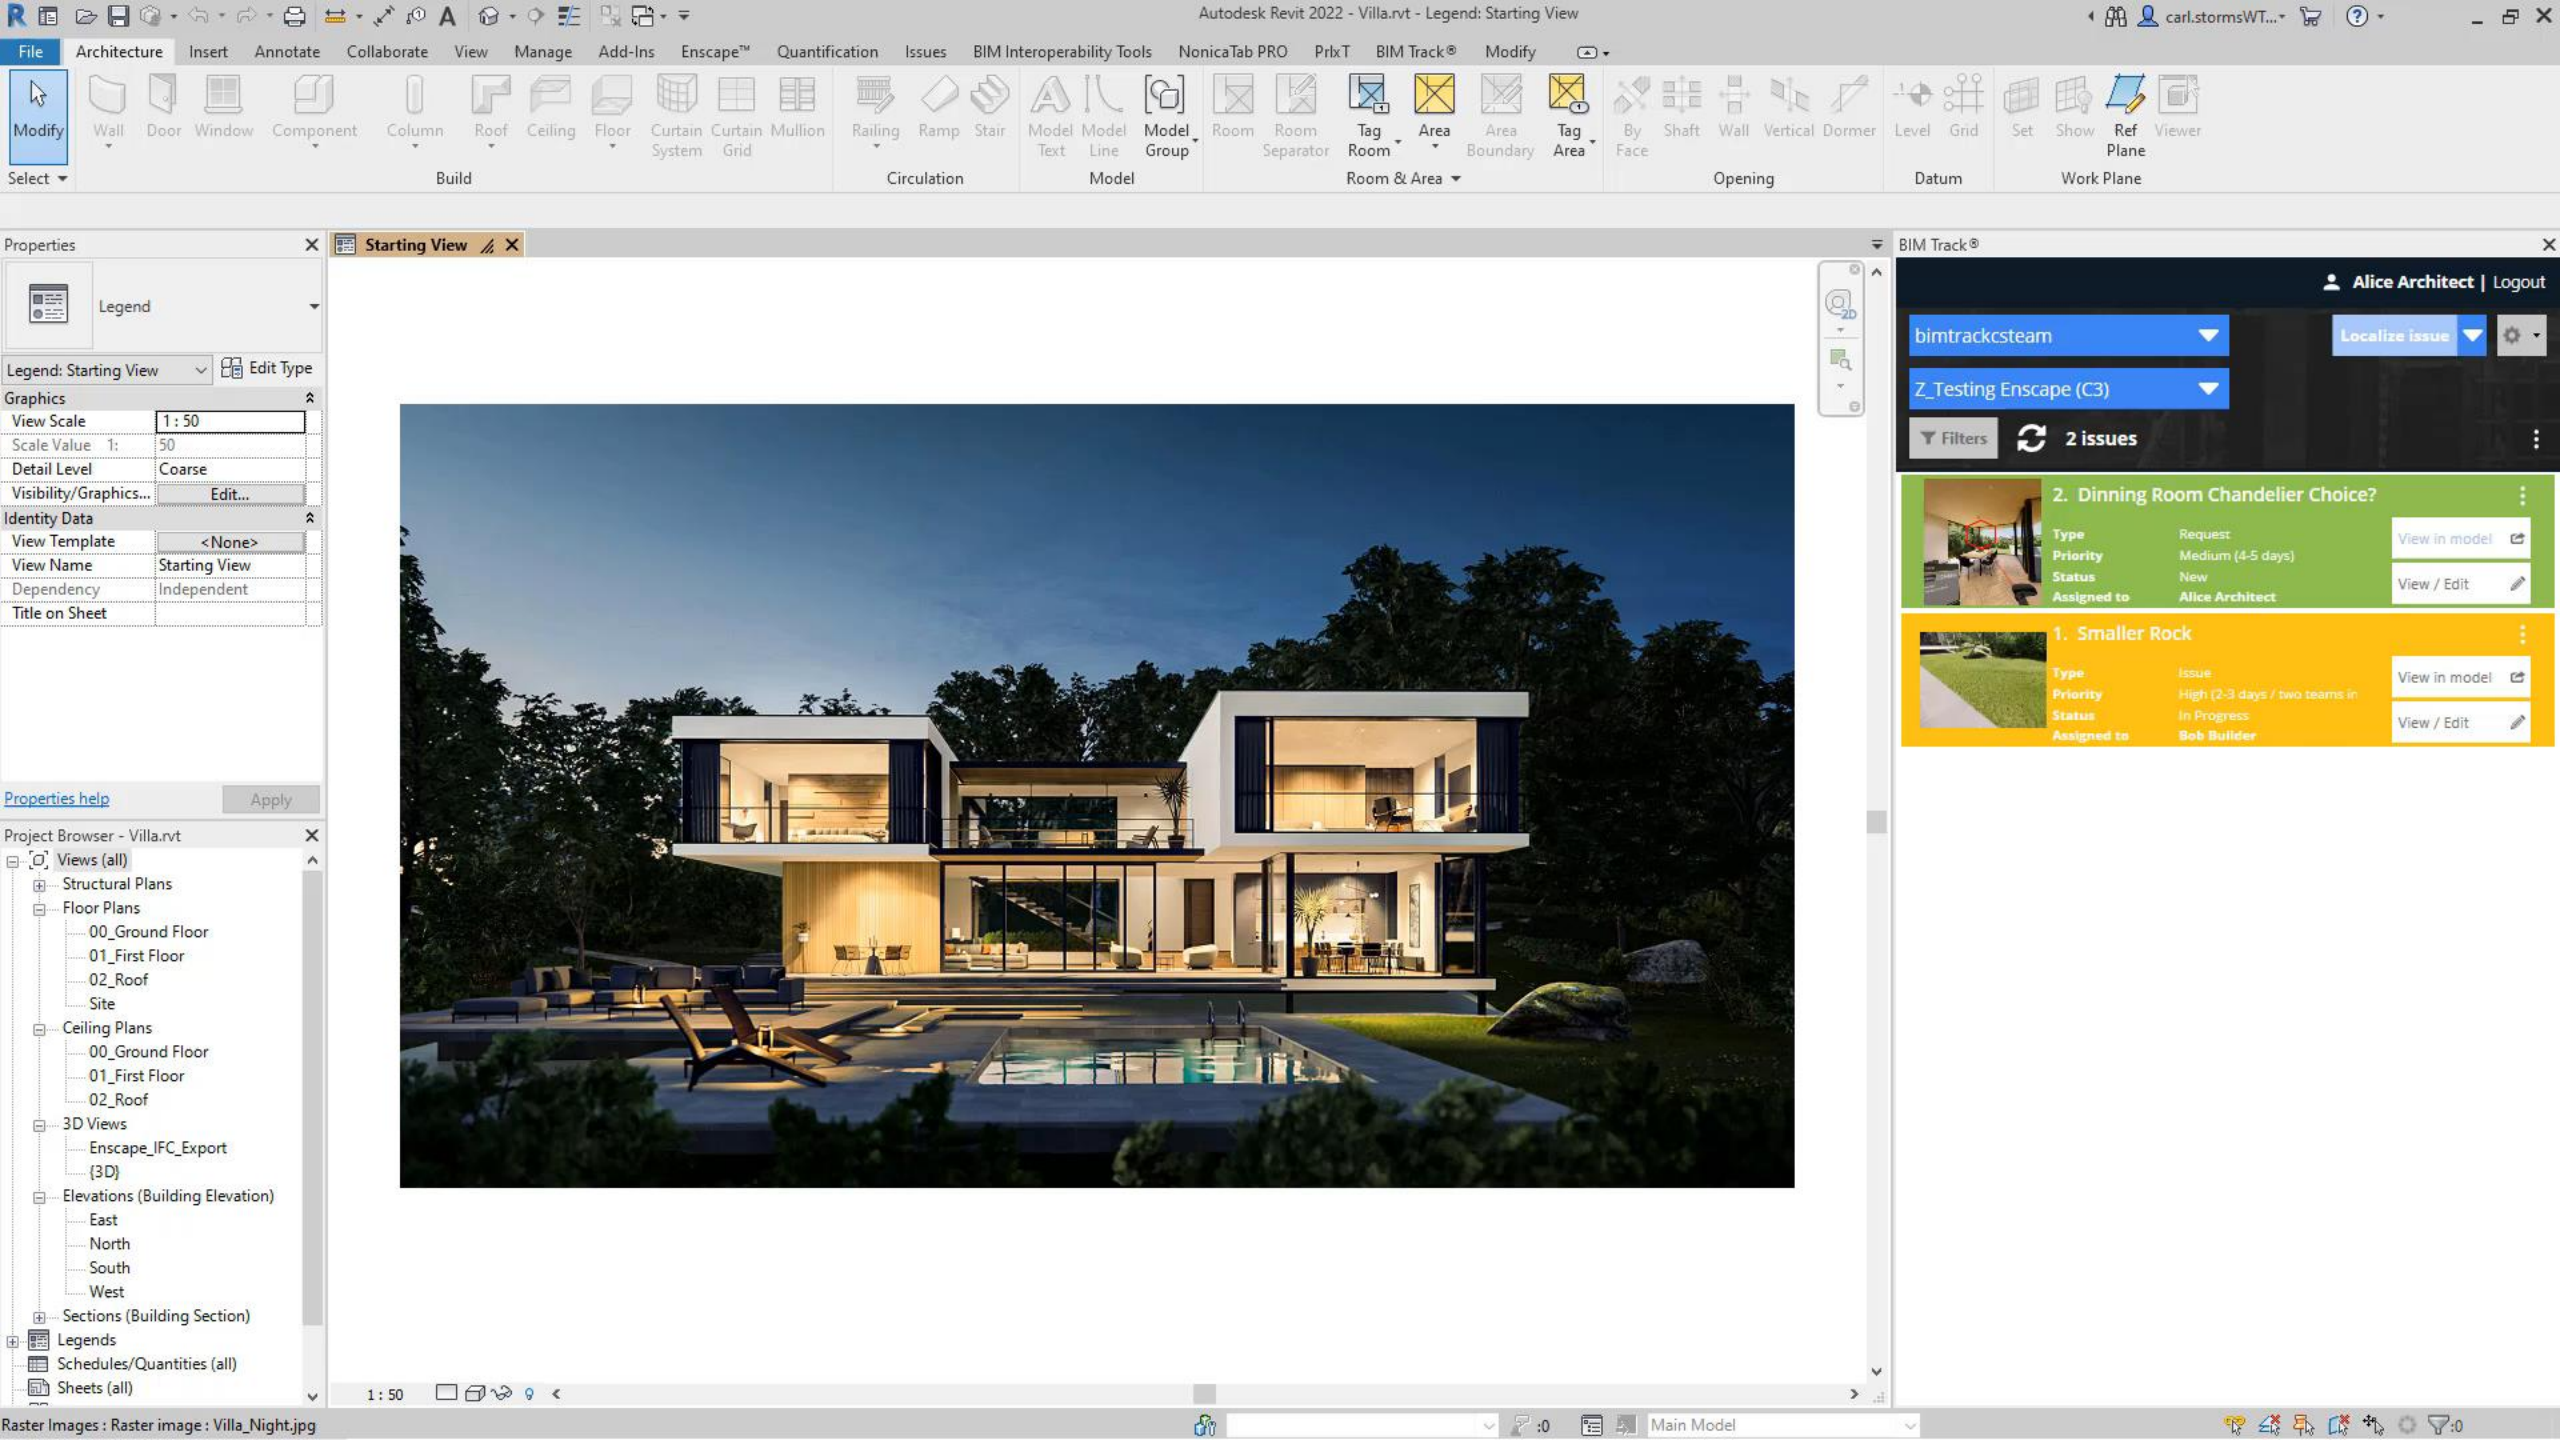 Autodesk Revit 2022 - Villa.rvt - Legend: Starting View
carl.stormsWT...
File Architecture Insert Annotate Collaborate View Manage Add-Ins Enscape™ Quantification Issues BIM Interoperability Tools NonicaTab PRO PrlxT BIM Track® Modify
Modify Wall Door Window Component Column Roof Ceiling Floor Curtain System Curtain Grid Mullion Railing Ramp Stair Model Text Model Line Model Group Room Room Separator Tag Room Area Area Boundary Tag Area By Face Shaft Wall Vertical Dormer Level Grid Set Show Ref Plane Viewer
Select Build Circulation Model Room & Area Opening Datum Work Plane
Properties
Legend
Legend: Starting View Edit Type
Graphics
View Scale 1 : 50
Scale Value 1: 50
Detail Level Coarse
Visibility/Graphics... Edit...
Identity Data
View Template <None>
View Name Starting View
Dependency Independent
Title on Sheet
Properties help Apply
Project Browser - Villa.rvt
Views (all)
Structural Plans
Floor Plans
00_Ground Floor
01_First Floor
02_Roof
Site
Ceiling Plans
00_Ground Floor
01_First Floor
02_Roof
3D Views
Enscape_IFC_Export
{3D}
Elevations (Building Elevation)
East
North
South
West
Sections (Building Section)
Legends
Schedules/Quantities (all)
Sheets (all)
Starting View
2D
1 : 50
BIM Track®
Alice Architect | Logout
bimtrackcsteam Localize issue
Z_Testing Enscape (C3)
Filters 2 issues
2. Dinning Room Chandelier Choice?
Type Request
View in model
Priority Medium (4-5 days)
Status New
View / Edit
Assigned to Alice Architect
1. Smaller Rock
Type Issue
View in model
Priority High (2-3 days / two teams in
Status In Progress
View / Edit
Assigned to Bob Builder
Raster Images : Raster image : Villa_Night.jpg
:0
Main Model
:0